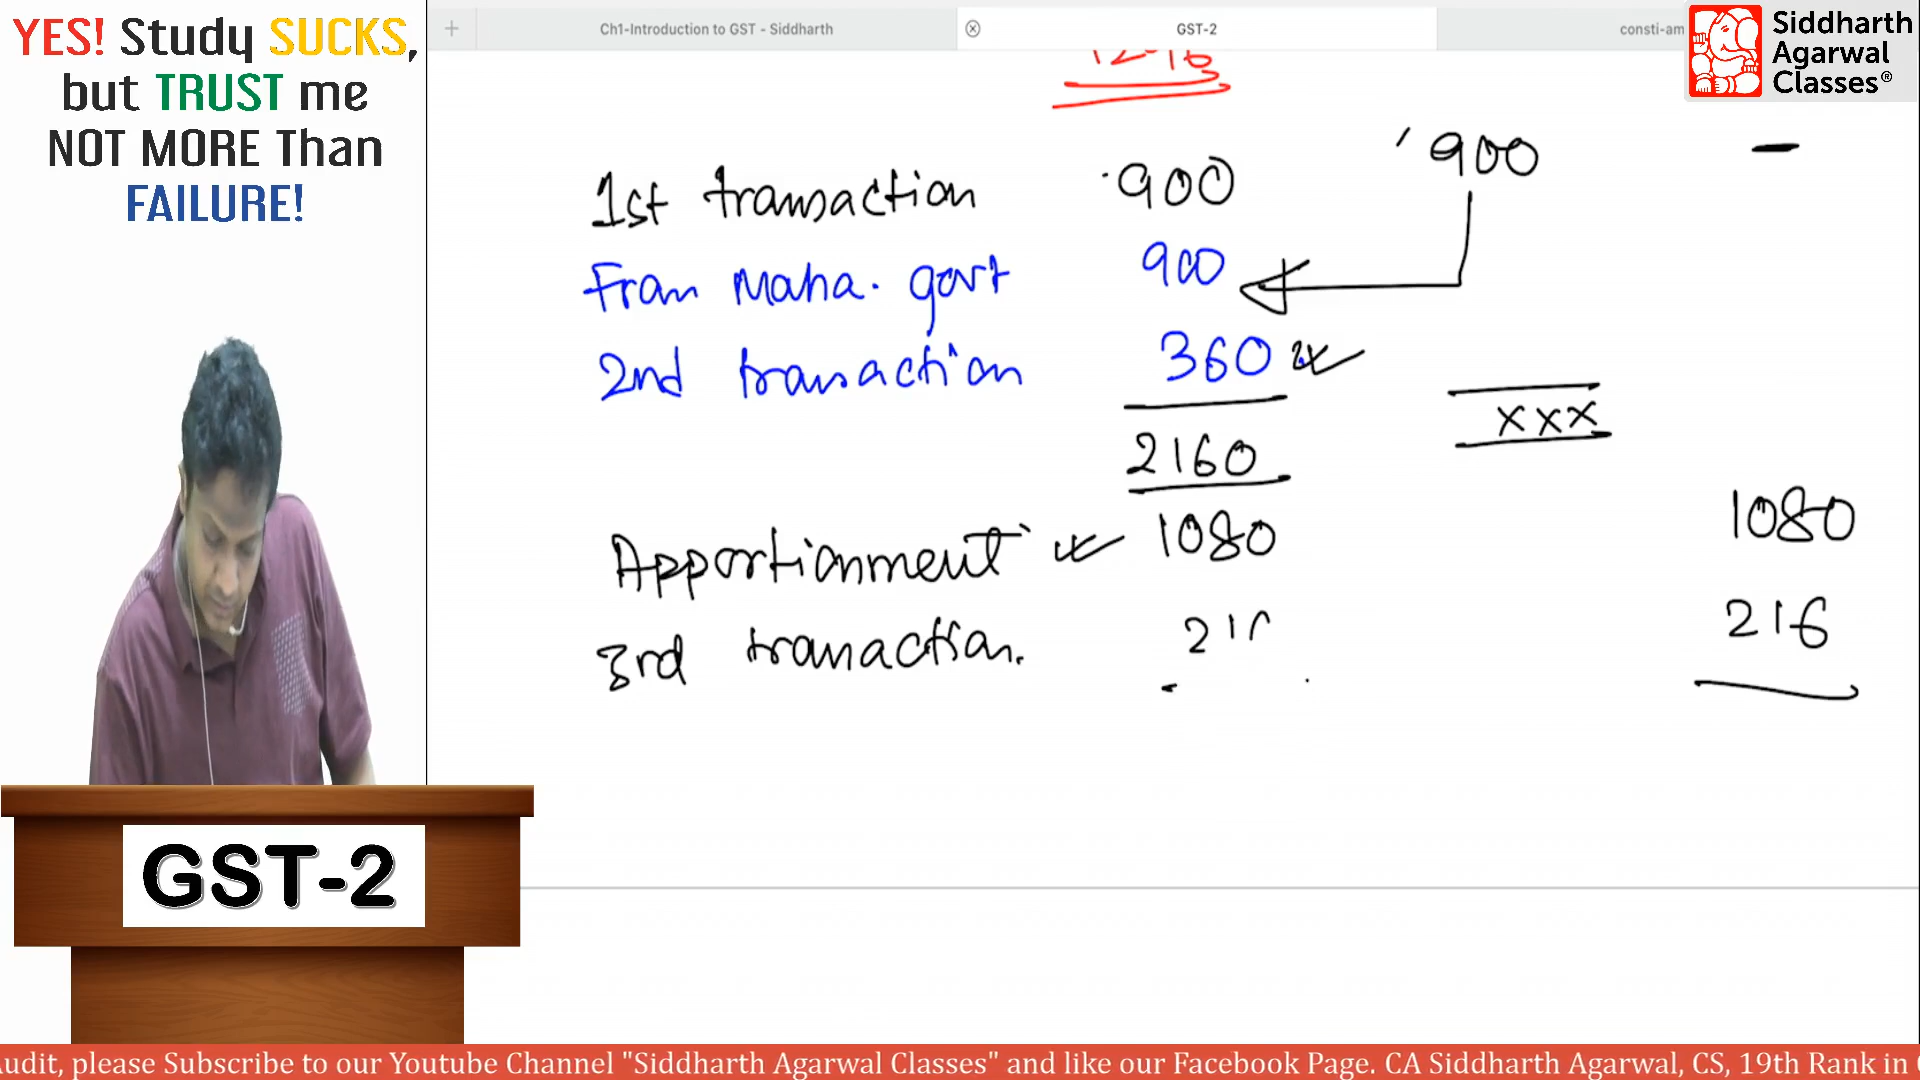 YES! Study SUCKS,
but TRUST me
NOT MORE Than
FAILURE!
Ch1-Introduction to GST - Siddharth
GST-2
consti-am
Siddharth
Agarwal
Classes®
1st transaction 900 900 -
From Maha. govt 900
2nd transaction 360
2160 xxx
Apportionment 1080 1080
3rd tranaction. 216
GST-2
udit, please Subscribe to our Youtube Channel "Siddharth Agarwal Classes" and like our Facebook Page. CA Siddharth Agarwal, CS, 19th Rank in